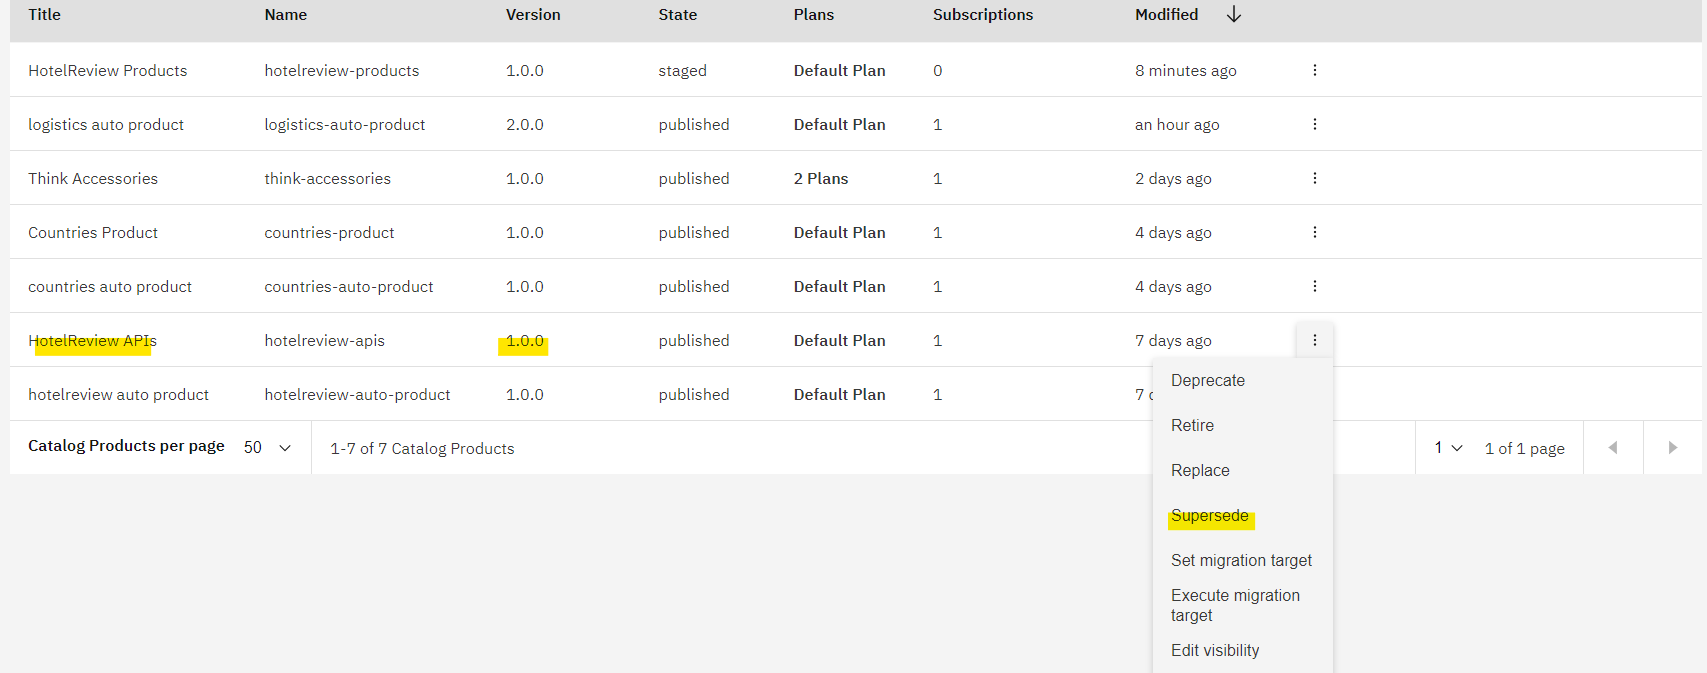 Title Name Version State Plans Subscriptions Modified
HotelReview Products hotelreview-products 1.0.0 staged Default Plan 0 8 minutes ago
logistics auto product logistics-auto-product 2.0.0 published Default Plan 1 an hour ago
Think Accessories think-accessories 1.0.0 published 2 Plans 1 2 days ago
Countries Product countries-product 1.0.0 published Default Plan 1 4 days ago
countries auto product countries-auto-product 1.0.0 published Default Plan 1 4 days ago
HotelReview APIs hotelreview-apis 1.0.0 published Default Plan 1 7 days ago
hotelreview auto product hotelreview-auto-product 1.0.0 published Default Plan 1 7
Catalog Products per page 50 1-7 of 7 Catalog Products 1 1 of 1 page
Deprecate
Retire
Replace
Supersede
Set migration target
Execute migration
target
Edit visibility